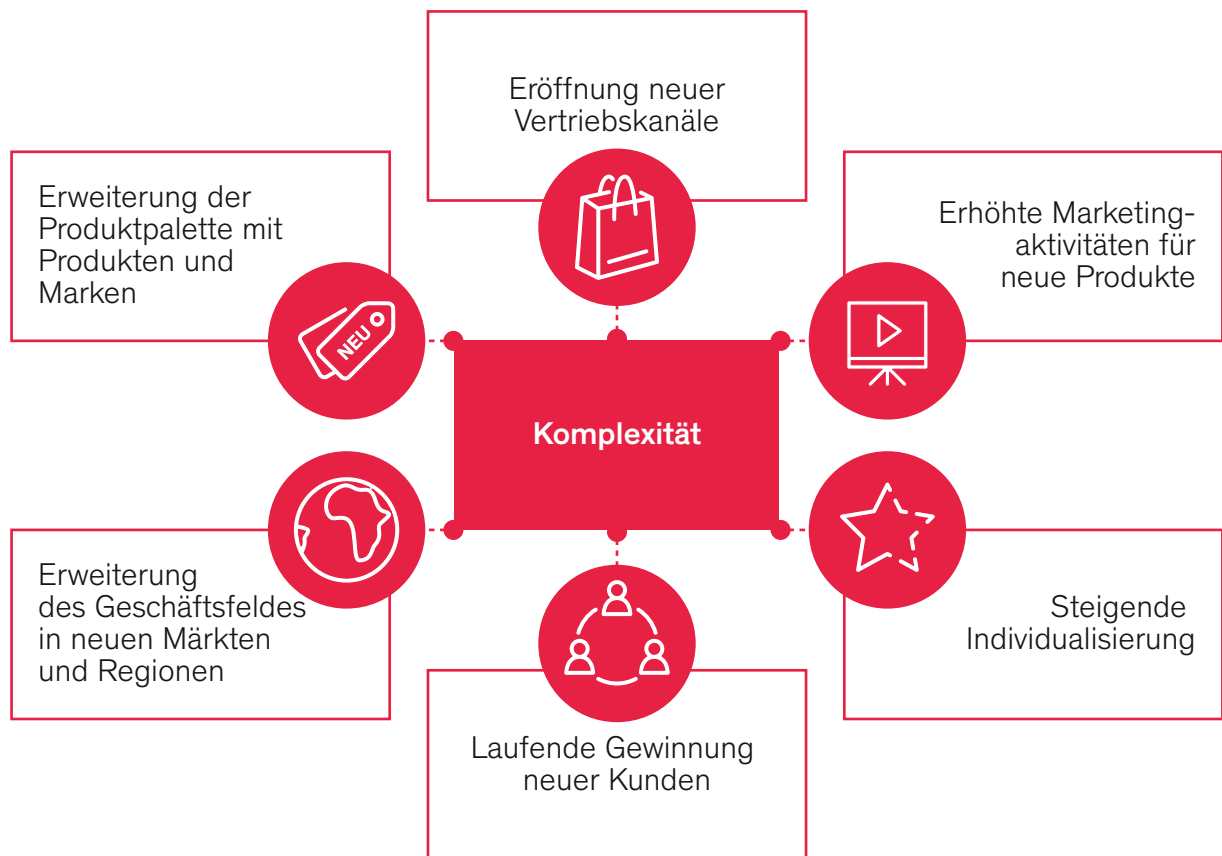 Eröffnung neuer
Vertriebskanäle
Erweiterung der
Produktpalette mit
Produkten und
Marken
NEU
Erhöhte Marketing-
aktivitäten für
neue Produkte
Komplexität
Erweiterung
des Geschäftsfeldes
in neuen Märkten
und Regionen
Steigende
Individualisierung
Laufende Gewinnung
neuer Kunden